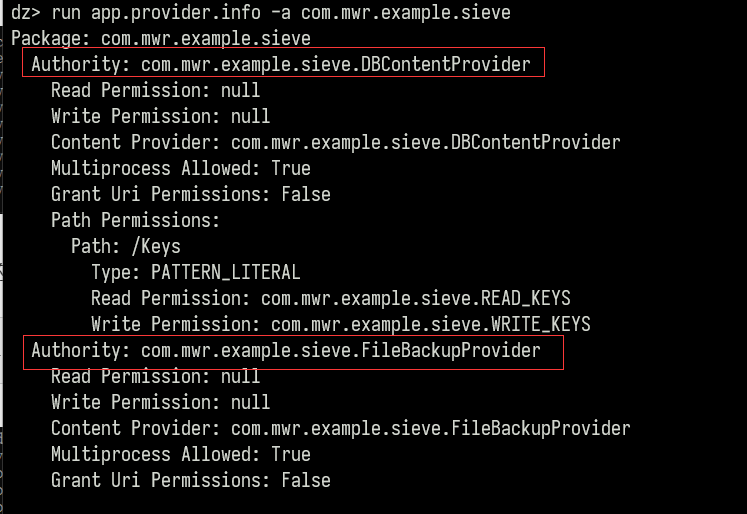 dz> run app.provider.info -a com.mwr.example.sieve
Package: com.mwr.example.sieve
Authority: com.mwr.example.sieve.DBContentProvider
Read Permission: null
Write Permission: null
Content Provider: com.mwr.example.sieve.DBContentProvider
Multiprocess Allowed: True
Grant Uri Permissions: False
Path Permissions:
Path: /Keys
Type: PATTERN_LITERAL
Read Permission: com.mwr.example.sieve.READ_KEYS
Write Permission: com.mwr.example.sieve.WRITE_KEYS
Authority: com.mwr.example.sieve.FileBackupProvider
Read Permission: null
Write Permission: null
Content Provider: com.mwr.example.sieve.FileBackupProvider
Multiprocess Allowed: True
Grant Uri Permissions: False